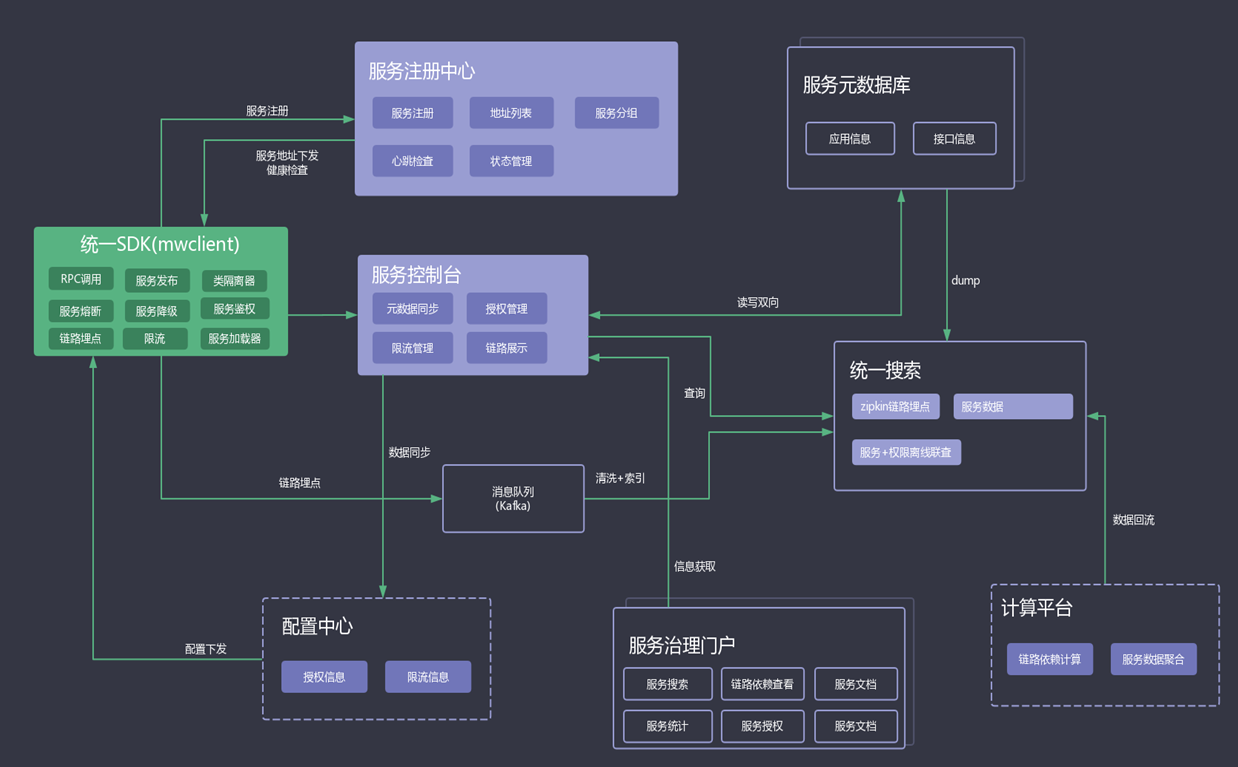 服务注册中心
服务注册
地址列表
服务分组
心跳检查
状态管理
服务元数据库
应用信息
接口信息
服务注册
服务地址下发
健康检查
统一SDK(mwclient)
RPC调用
服务发布
类隔离器
服务熔断
服务降级
服务鉴权
链路埋点
限流
服务加载器
服务控制台
元数据同步
授权管理
限流管理
链路展示
读写双向
dump
查询
统一搜索
zipkin链路埋点
服务数据
服务+权限离线联查
数据同步
链路埋点
消息队列
(Kafka)
清洗+索引
数据回流
信息获取
配置下发
配置中心
授权信息
限流信息
服务治理门户
服务搜索
链路依赖查看
服务文档
服务统计
服务授权
服务文档
计算平台
链路依赖计算
服务数据聚合